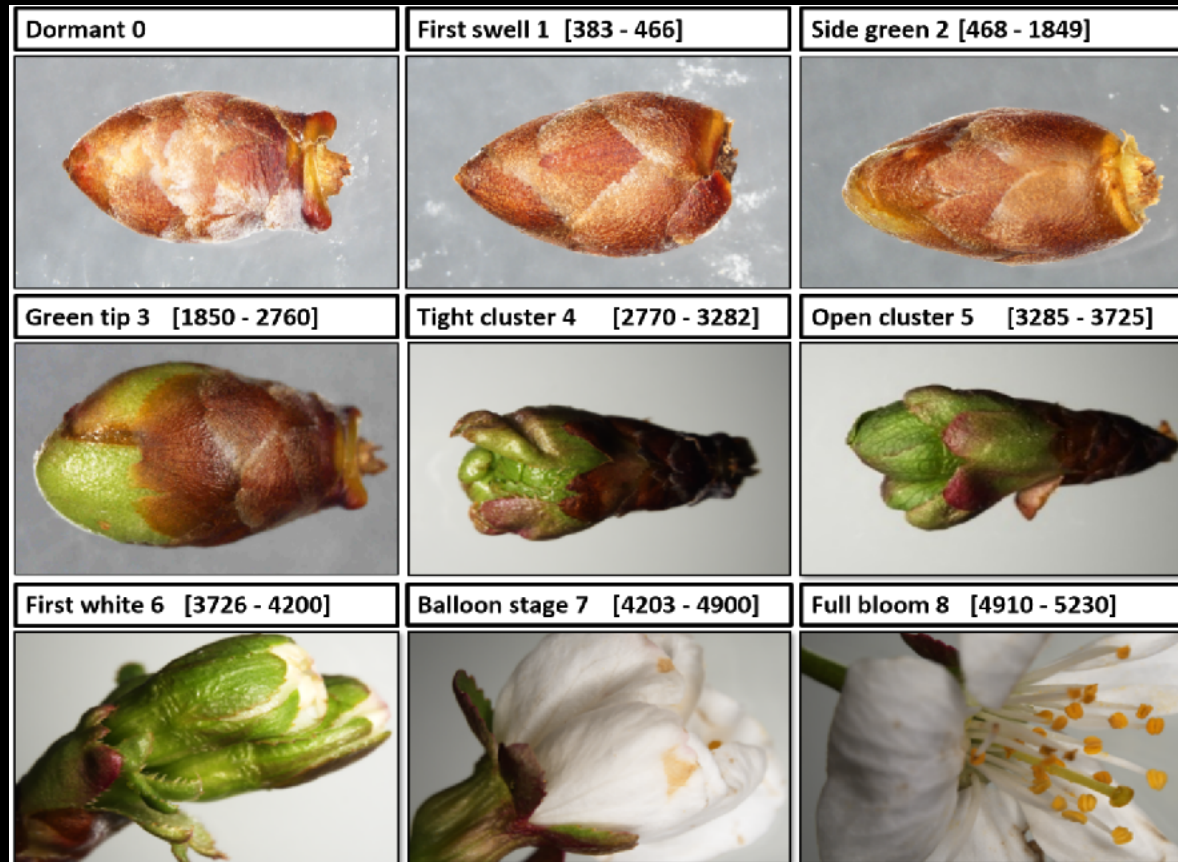 Dormant 0
First swell 1 [383 - 466]
Side green 2 [468 - 1849]
Green tip 3 [1850 - 2760]
Tight cluster 4 [2770 - 3282]
Open cluster 5 [3285 - 3725]
First white 6 [3726 - 4200]
Balloon stage 7 [4203 - 4900]
Full bloom 8 [4910 - 5230]